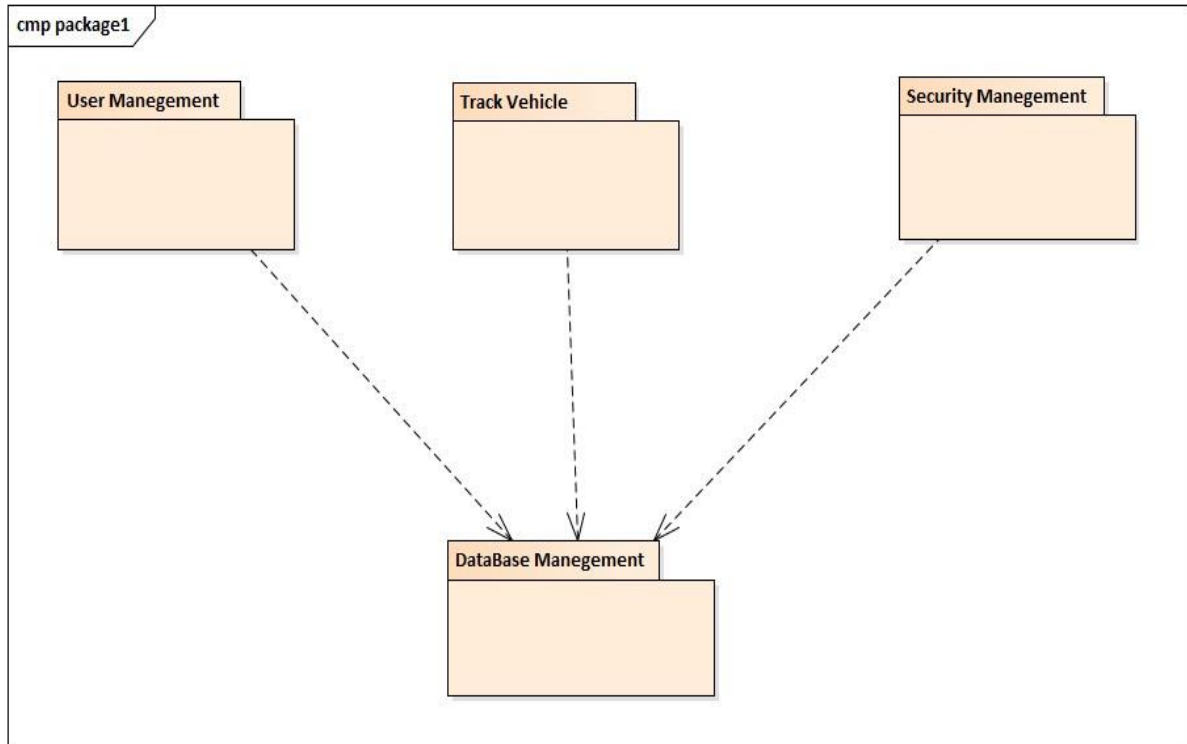 cmp package1
User Manegement
Track Vehicle
Security Manegement
DataBase Manegement